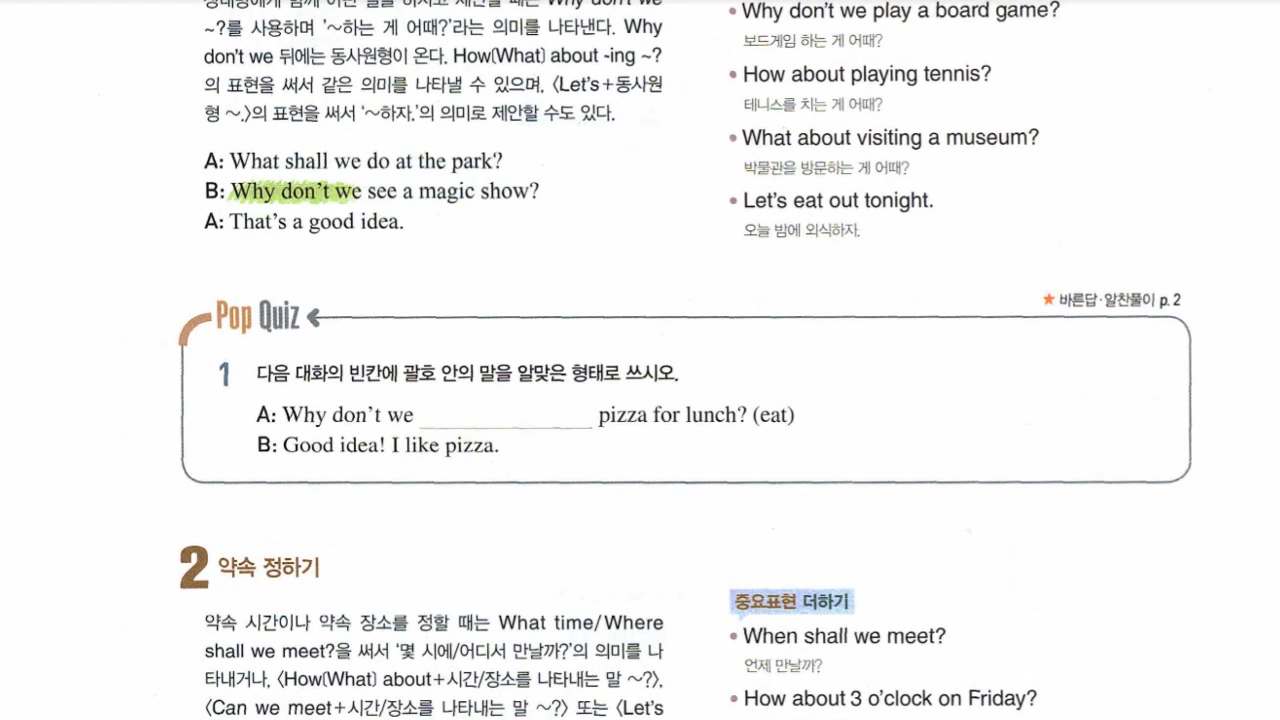 ~?를 사용하며 '~하는 게 어때?'라는 의미를 나타낸다. Why
don't we 뒤에는 동사원형이 온다. How(What) about -ing ~?
의 표현을 써서 같은 의미를 나타낼 수 있으며, 〈Let's+동사원
형 ~.〉의 표현을 써서 '~하자.'의 의미로 제안할 수도 있다.
A: What shall we do at the park?
B: Why don't we see a magic show?
A: That's a good idea.
• Why don't we play a board game?
보드게임 하는 게 어때?
• How about playing tennis?
테니스를 치는 게 어때?
• What about visiting a museum?
박물관을 방문하는 게 어때?
• Let's eat out tonight.
오늘 밤에 외식하자.
★ 바른답·알찬풀이 p. 2
Pop Quiz
1 다음 대화의 빈칸에 괄호 안의 말을 알맞은 형태로 쓰시오.
A: Why don't we ____________ pizza for lunch? (eat)
B: Good idea! I like pizza.
2 약속 정하기
약속 시간이나 약속 장소를 정할 때는 What time/Where
shall we meet?을 써서 '몇 시에/어디서 만날까?'의 의미를 나
타내거나, 〈How(What) about+시간/장소를 나타내는 말 ~?〉,
〈Can we meet+시간/장소를 나타내는 말 ~?〉 또는 〈Let's
중요표현 더하기
• When shall we meet?
언제 만날까?
• How about 3 o'clock on Friday?